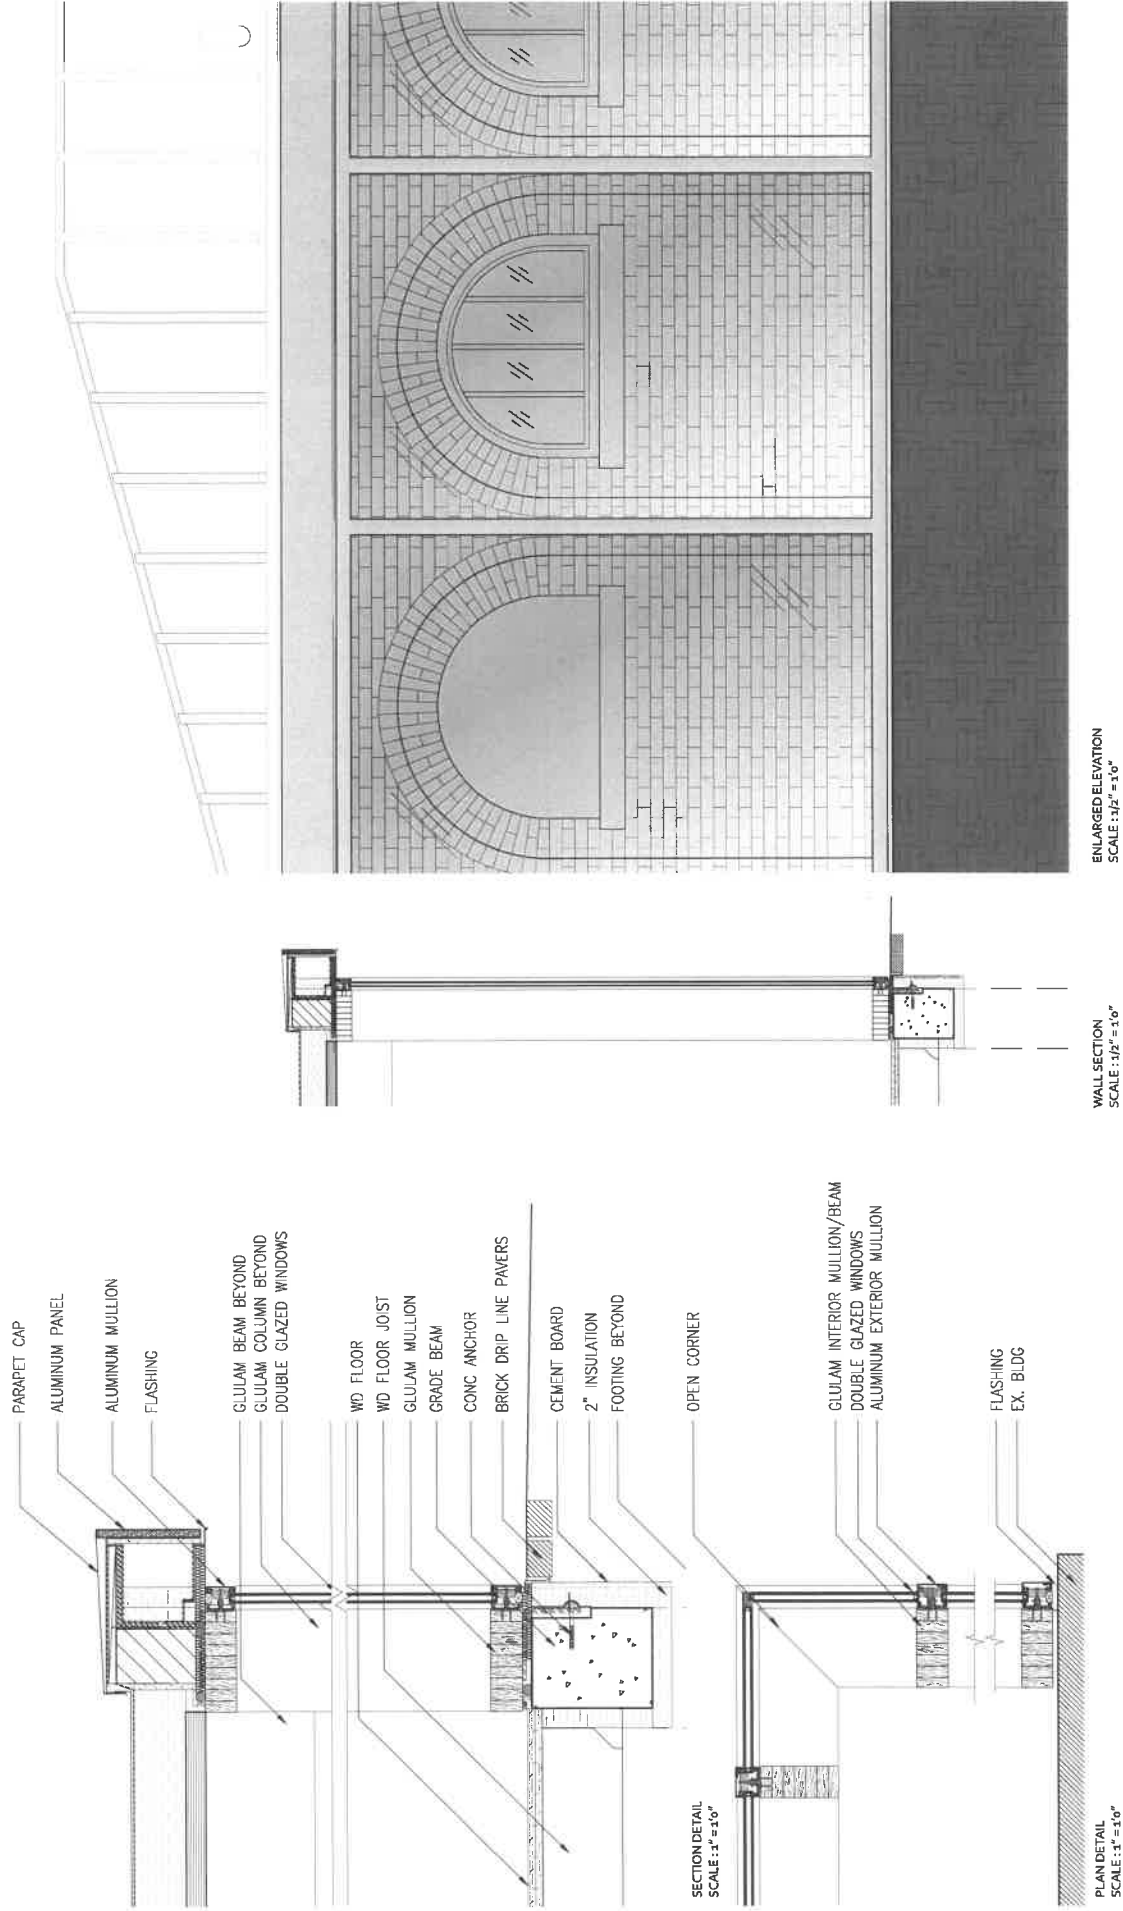 PARAPET CAP
ALUMINUM PANEL
ALUMINUM MULLION
FLASHING
GLULAM BEAM BEYOND
GLULAM COLUMN BEYOND
DOUBLE GLAZED WINDOWS
WD FLOOR
WD FLOOR JOIST
GLULAM MULLION
GRADE BEAM
CONC ANCHOR
BRICK DRIP LINE PAVERS
CEMENT BOARD
2" INSULATION
FOOTING BEYOND
SECTION DETAIL
SCALE : 1" = 1'0"
OPEN CORNER
GLULAM INTERIOR MULLION/BEAM
DOUBLE GLAZED WINDOWS
ALUMINUM EXTERIOR MULLION
FLASHING
EX. BLDG
PLAN DETAIL
SCALE : 1" = 1'0"
WALL SECTION
SCALE : 1/2" = 1'0"
ENLARGED ELEVATION
SCALE : 1/2" = 1'0"